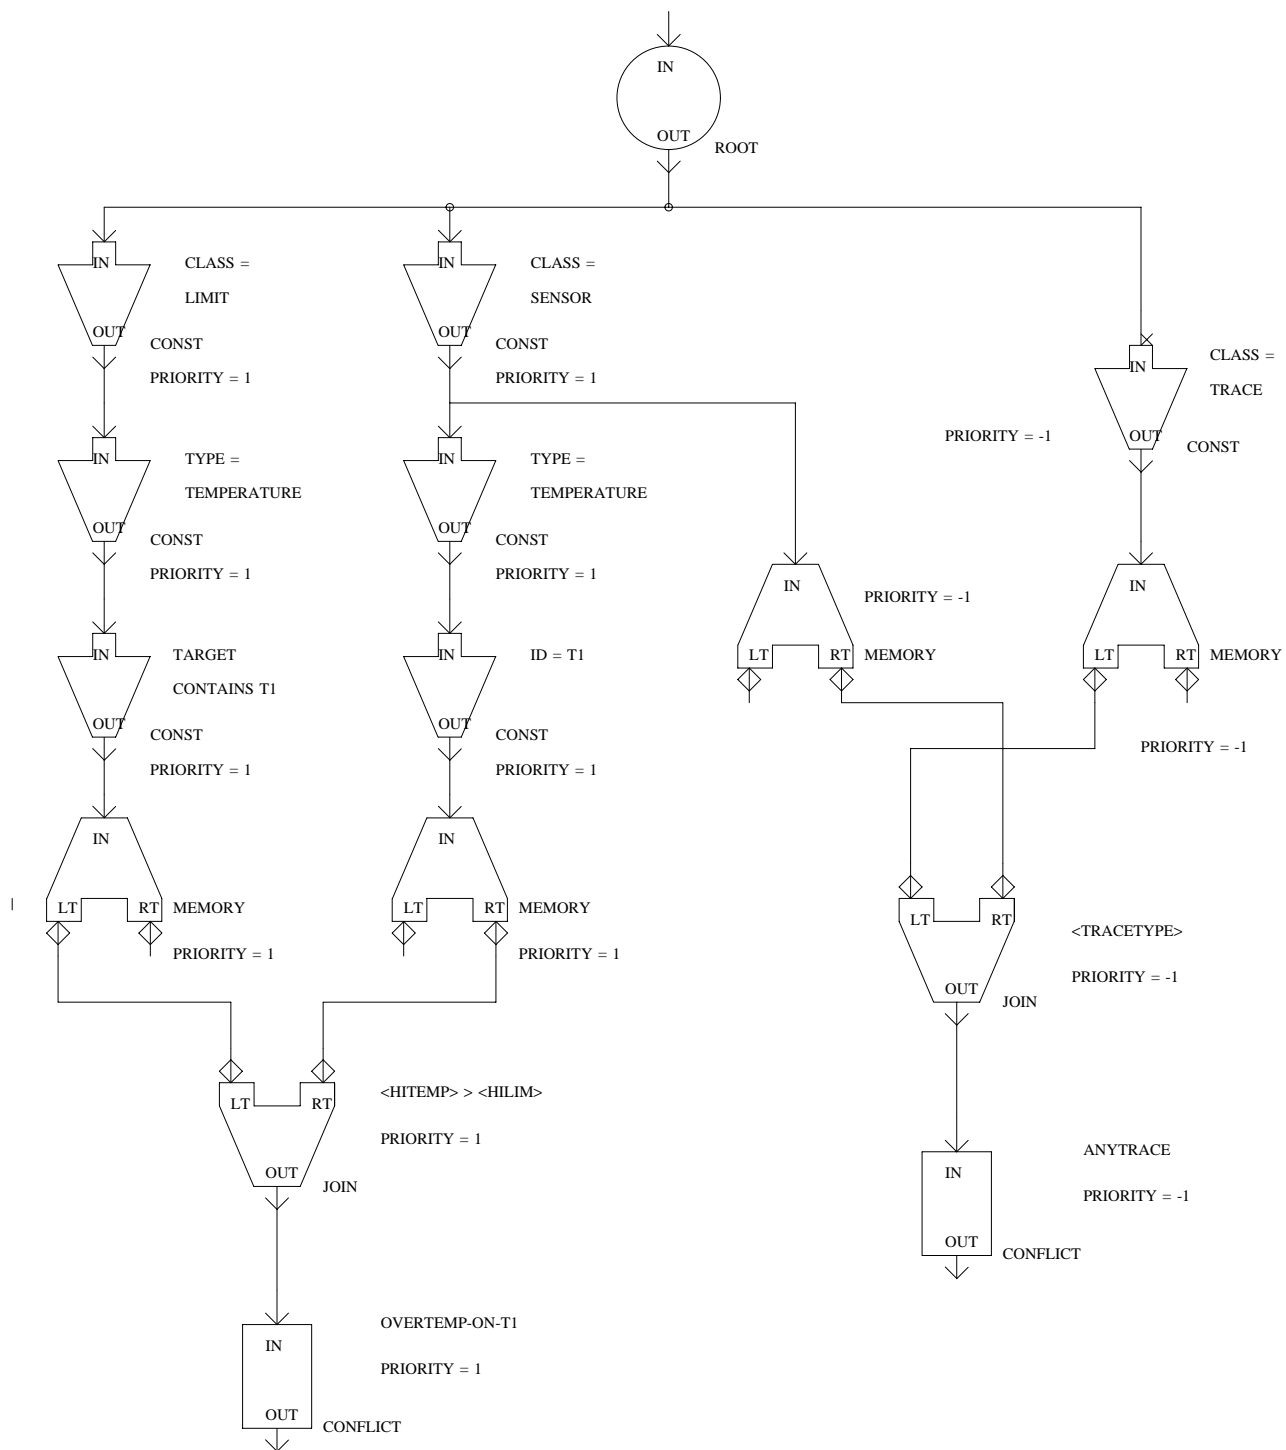 IN
OUT
ROOT
IN
CLASS =
LIMIT
OUT
CONST
PRIORITY = 1
IN
CLASS =
SENSOR
OUT
CONST
PRIORITY = 1
IN
CLASS =
TRACE
PRIORITY = -1
OUT
CONST
IN
TYPE =
TEMPERATURE
OUT
CONST
PRIORITY = 1
IN
TYPE =
TEMPERATURE
OUT
CONST
PRIORITY = 1
IN
PRIORITY = -1
LT
RT
MEMORY
IN
LT
RT
MEMORY
PRIORITY = -1
IN
TARGET
CONTAINS T1
OUT
CONST
PRIORITY = 1
IN
ID = T1
OUT
CONST
PRIORITY = 1
IN
LT
RT
MEMORY
PRIORITY = 1
IN
LT
RT
MEMORY
PRIORITY = 1
LT
RT
<TRACETYPE>
PRIORITY = -1
OUT
JOIN
LT
RT
<HITEMP> > <HILIM>
PRIORITY = 1
OUT
JOIN
IN
ANYTRACE
PRIORITY = -1
OUT
CONFLICT
IN
OVERTEMP-ON-T1
PRIORITY = 1
OUT
CONFLICT